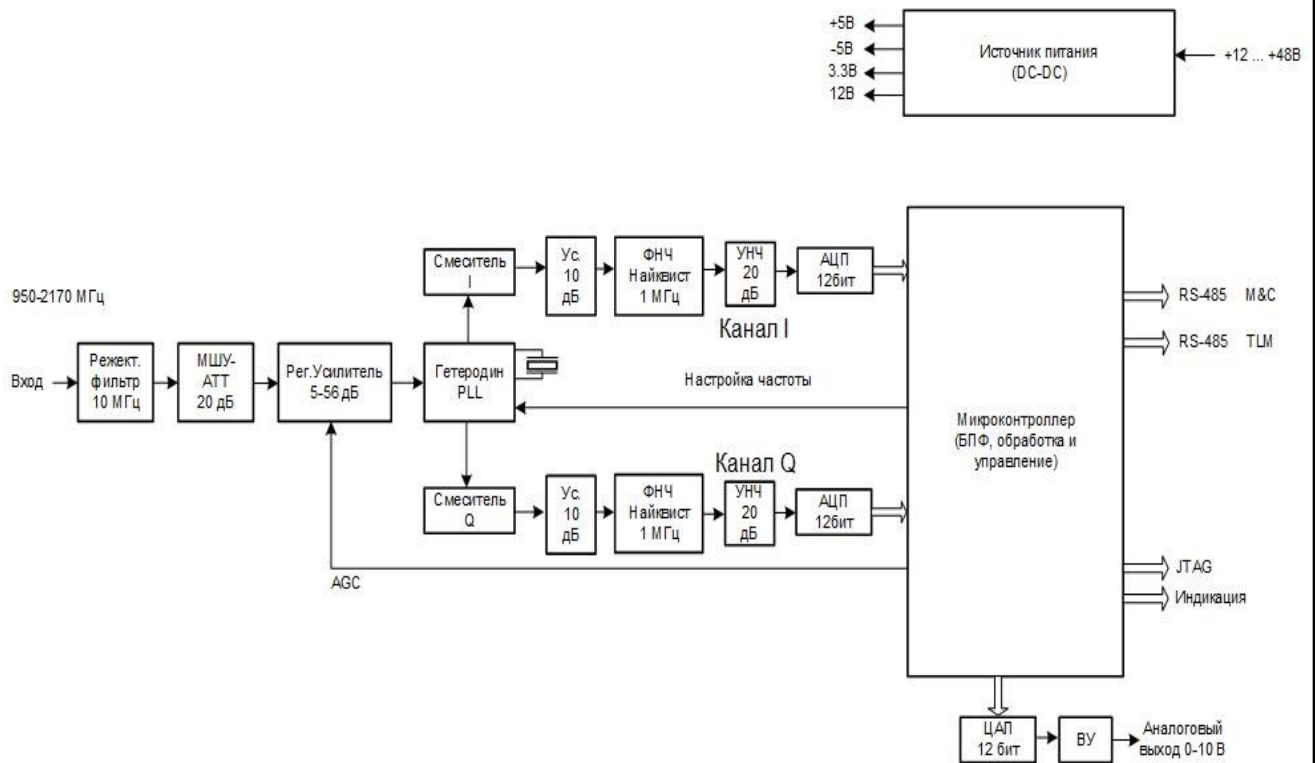 +5В
-5В
3.3В
12В
Источник питания
(DC-DC)
+12 ... +48В
950-2170 МГц
Вход
Режект.
фильтр
10 МГц
МШУ-
АТТ
20 дБ
Рег.Усилитель
5-56 дБ
Гетеродин
PLL
Смеситель
I
Ус.
10
дБ
ФНЧ
Найквист
1 МГц
УНЧ
20
дБ
АЦП
12бит
Канал I
Настройка частоты
Канал Q
Смеситель
Q
Ус.
10
дБ
ФНЧ
Найквист
1 МГц
УНЧ
20
дБ
АЦП
12бит
AGC
Микроконтроллер
(БПФ, обработка и
управление)
RS-485 M&C
RS-485 TLM
JTAG
Индикация
ЦАП
12 бит
ВУ
Аналоговый
выход 0-10 В